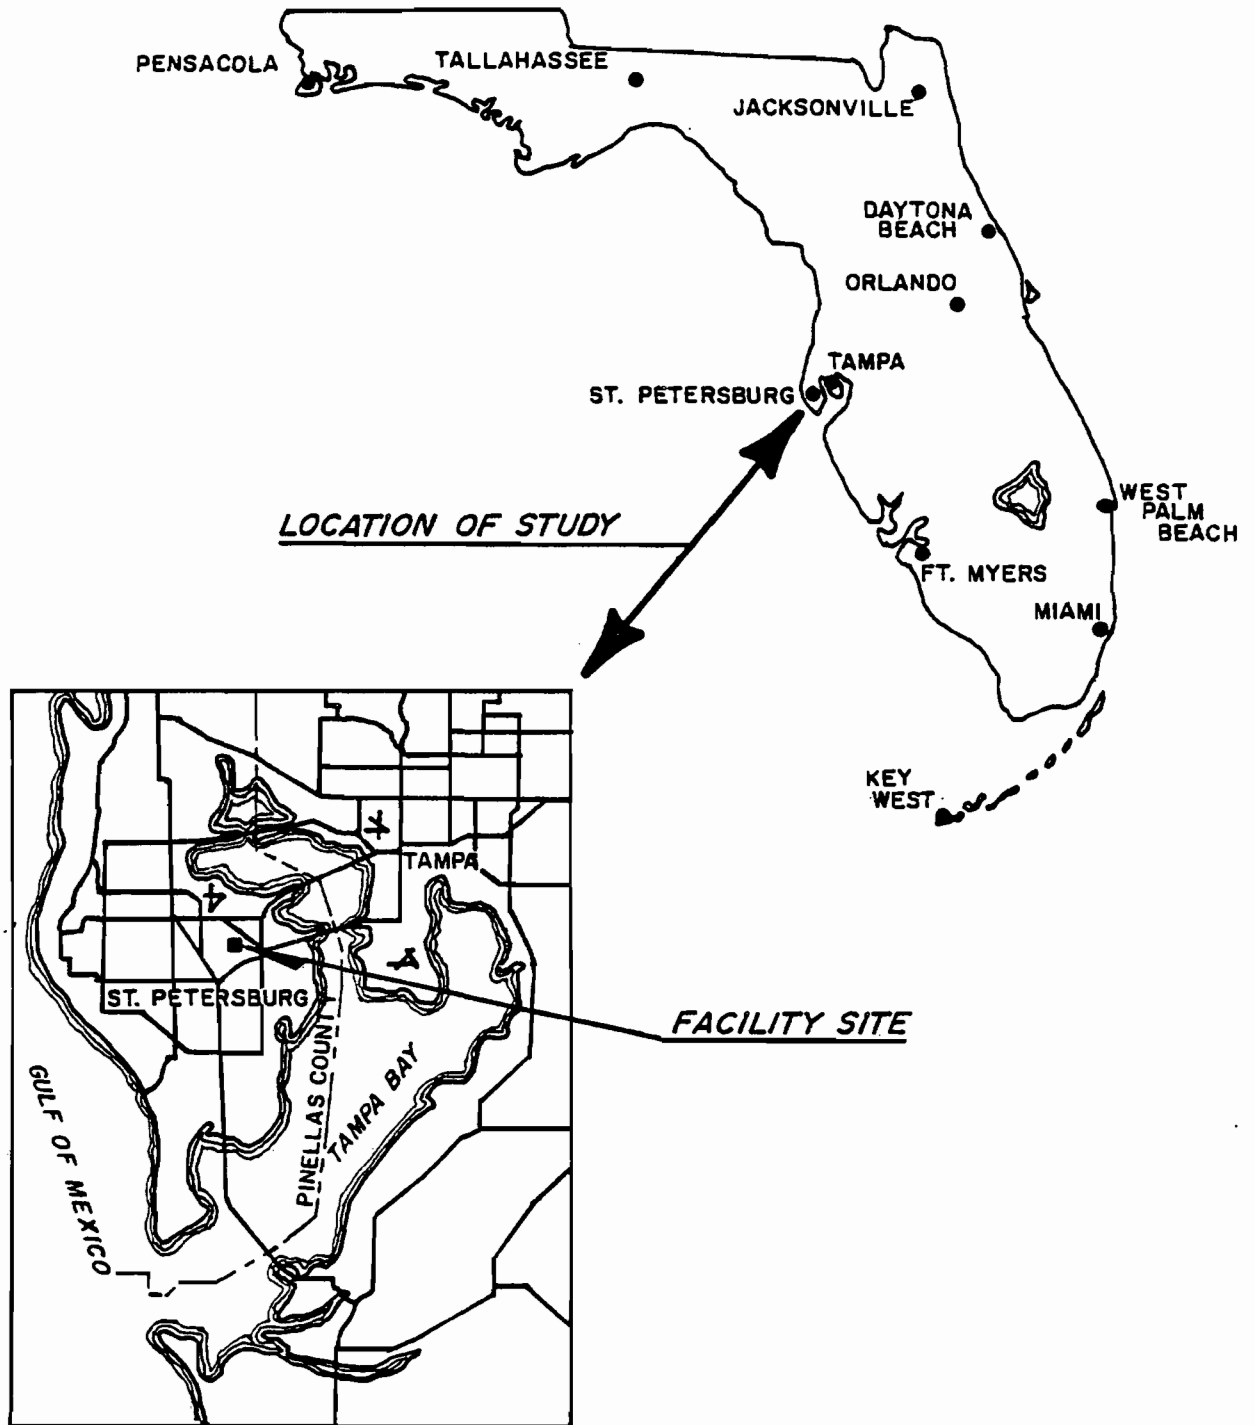 PENSACOLA
TALLAHASSEE
JACKSONVILLE
DAYTONA
BEACH
ORLANDO
TAMPA
ST. PETERSBURG
LOCATION OF STUDY
WEST
PALM
BEACH
FT. MYERS
MIAMI
KEY
WEST
TAMPA
ST. PETERSBURG
FACILITY SITE
PINELLAS COUNTY
TAMPA BAY
GULF OF MEXICO